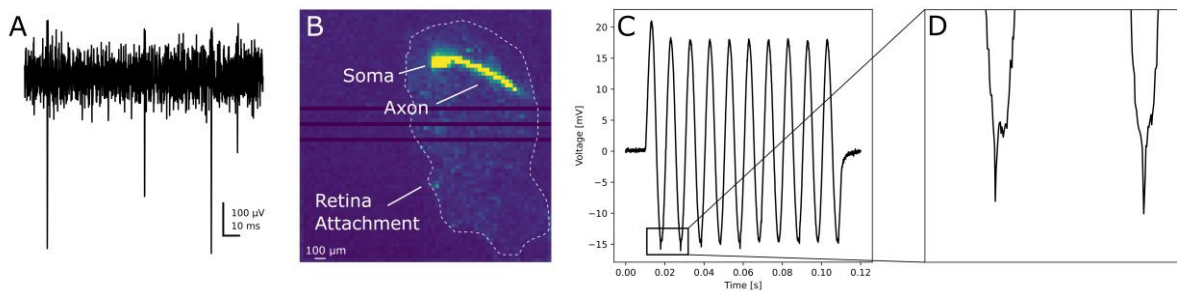 A
100 µV
10 ms
B
Soma
Axon
Retina
Attachment
100 µm
C
Voltage [mV]
20
15
10
5
0
−5
−10
−15
0.00 0.02 0.04 0.06 0.08 0.10 0.12
Time [s]
D